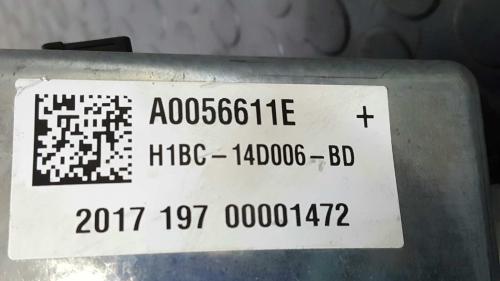 A0056611E +
H1BC-14D006-BD
2017 197 00001472